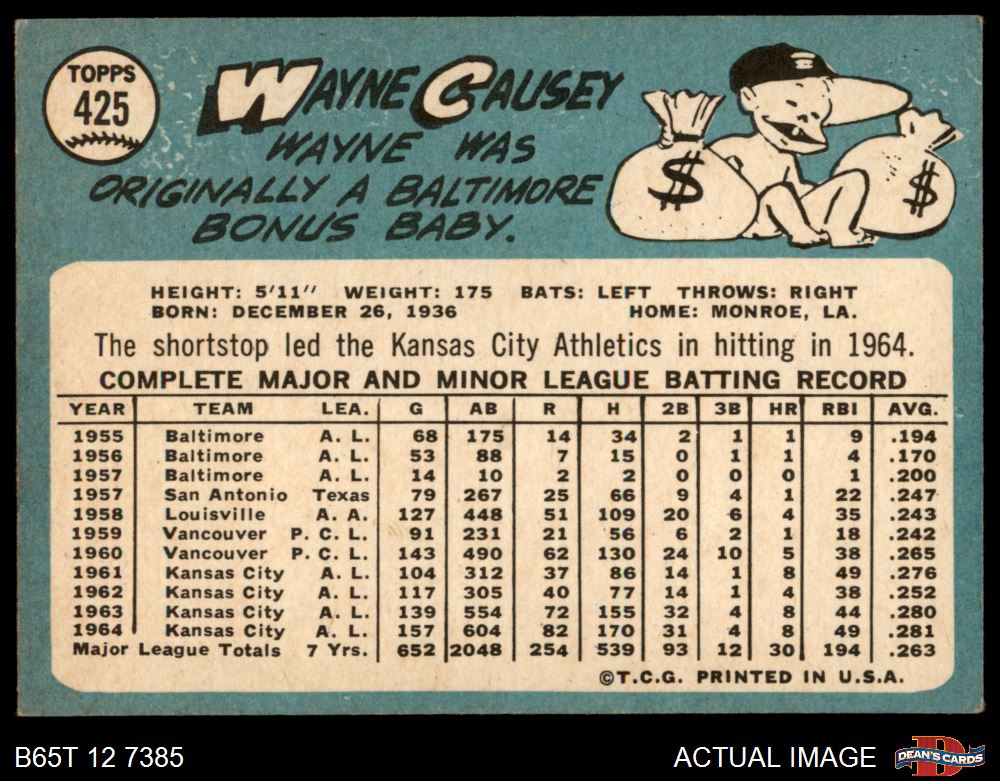 TOPPS
425
WAYNE CAUSEY
WAYNE WAS
ORIGINALLY A BALTIMORE
BONUS BABY.
$ $
HEIGHT: 5'11" WEIGHT: 175 BATS: LEFT THROWS: RIGHT
BORN: DECEMBER 26, 1936 HOME: MONROE, LA.
The shortstop led the Kansas City Athletics in hitting in 1964.
COMPLETE MAJOR AND MINOR LEAGUE BATTING RECORD
YEAR TEAM LEA. G AB R H 2B 3B HR RBI AVG.
1955 Baltimore A. L. 68 175 14 34 2 1 1 9 .194
1956 Baltimore A. L. 53 88 7 15 0 1 1 4 .170
1957 Baltimore A. L. 14 10 2 2 0 0 0 1 .200
1957 San Antonio Texas 79 267 25 66 9 4 1 22 .247
1958 Louisville A. A. 127 448 51 109 20 6 4 35 .243
1959 Vancouver P. C. L. 91 231 21 56 6 2 1 18 .242
1960 Vancouver P. C. L. 143 490 62 130 24 10 5 38 .265
1961 Kansas City A. L. 104 312 37 86 14 1 8 49 .276
1962 Kansas City A. L. 117 305 40 77 14 1 4 38 .252
1963 Kansas City A. L. 139 554 72 155 32 4 8 44 .280
1964 Kansas City A. L. 157 604 82 170 31 4 8 49 .281
Major League Totals 7 Yrs. 652 2048 254 539 93 12 30 194 .263
©T.C.G. PRINTED IN U.S.A.
B65T 12 7385 ACTUAL IMAGE DEAN'S CARDS